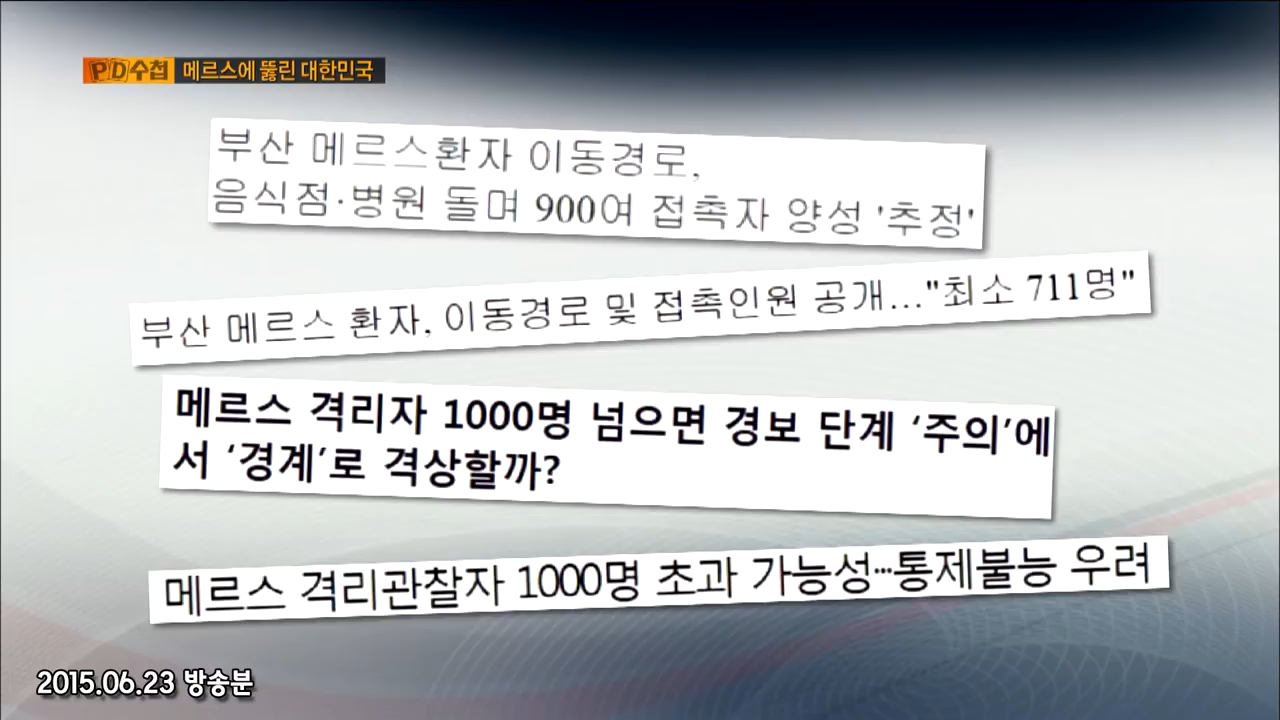 PD수첩 메르스에 뚫린 대한민국
부산 메르스환자 이동경로,
음식점·병원 돌며 900여 접촉자 양성 '추정'
부산 메르스 환자, 이동경로 및 접촉인원 공개..."최소 711명"
메르스 격리자 1000명 넘으면 경보 단계 ‘주의’에
서 ‘경계’로 격상할까?
메르스 격리관찰자 1000명 초과 가능성…통제불능 우려
2015.06.23 방송분